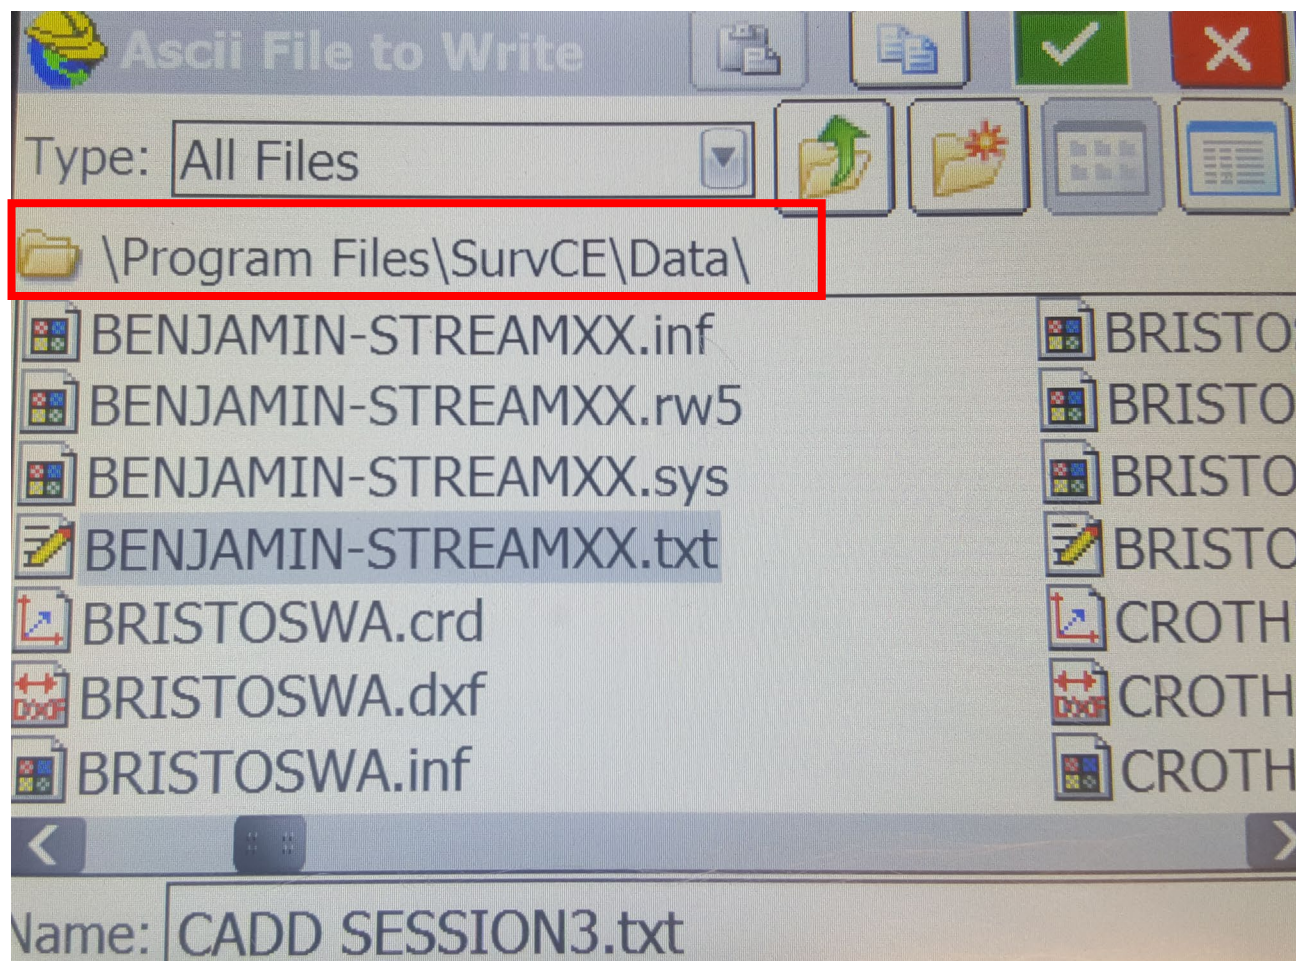 Ascii File to Write
Type: All Files
\Program Files\SurvCE\Data\
BENJAMIN-STREAMXX.inf
BENJAMIN-STREAMXX.rw5
BENJAMIN-STREAMXX.sys
BENJAMIN-STREAMXX.txt
BRISTOSWA.crd
BRISTOSWA.dxf
BRISTOSWA.inf
BRISTO
BRISTO
BRISTO
BRISTO
CROTH
CROTH
CROTH
Name: CADD SESSION3.txt